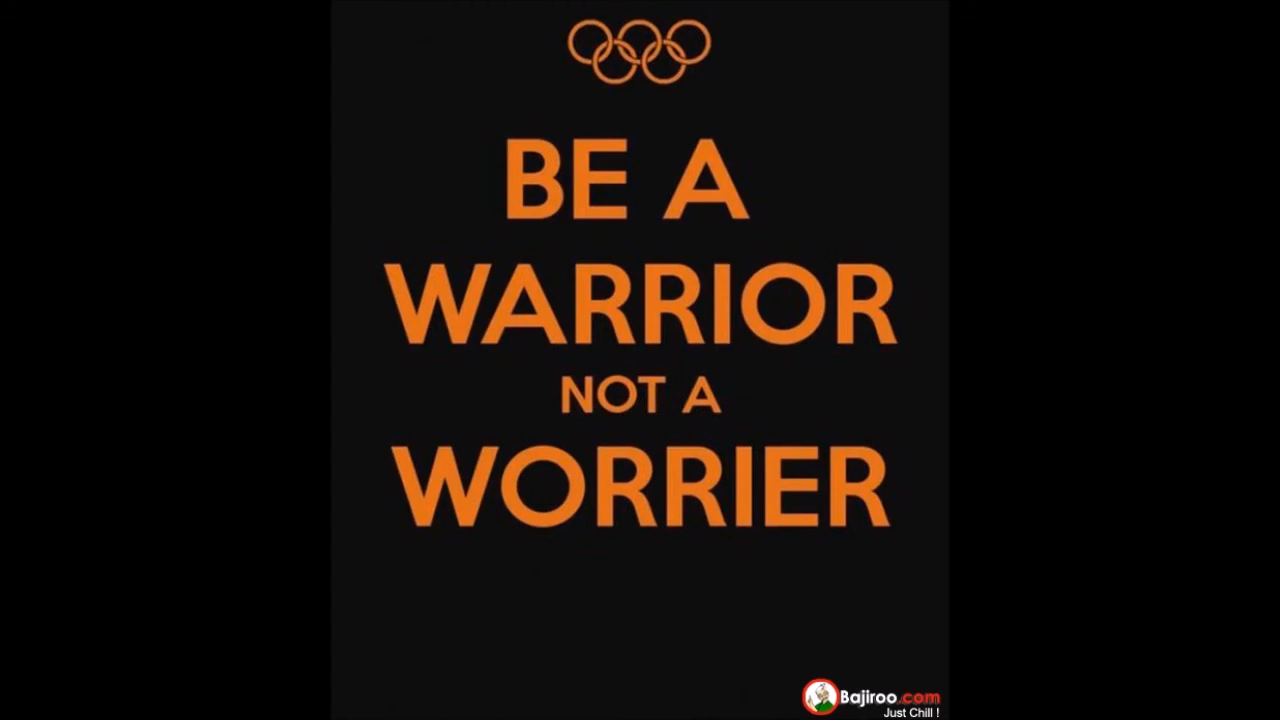 BE A
WARRIOR
NOT A
WORRIER
Bajiroo.com
Just Chill !